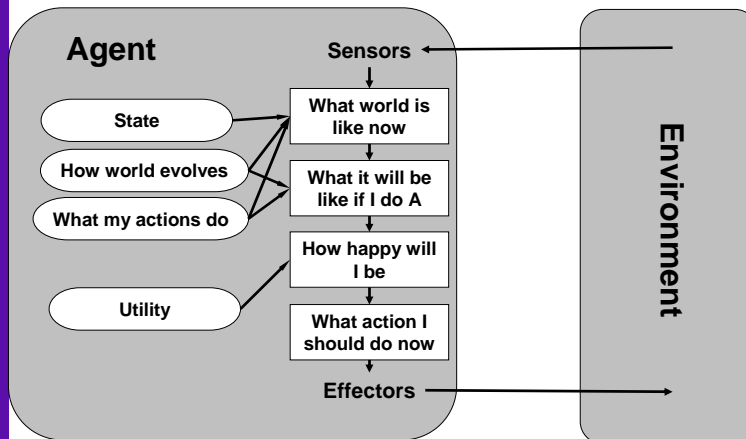 Agent
Sensors
What world is
like now
State
How world evolves
What my actions do
What it will be
like if I do A
How happy will
I be
Utility
What action I
should do now
Effectors
Environment